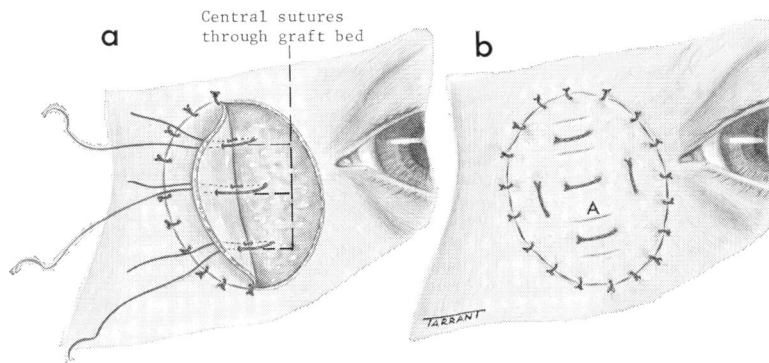 Central sutures
through graft bed
a
b
A
TARRANT